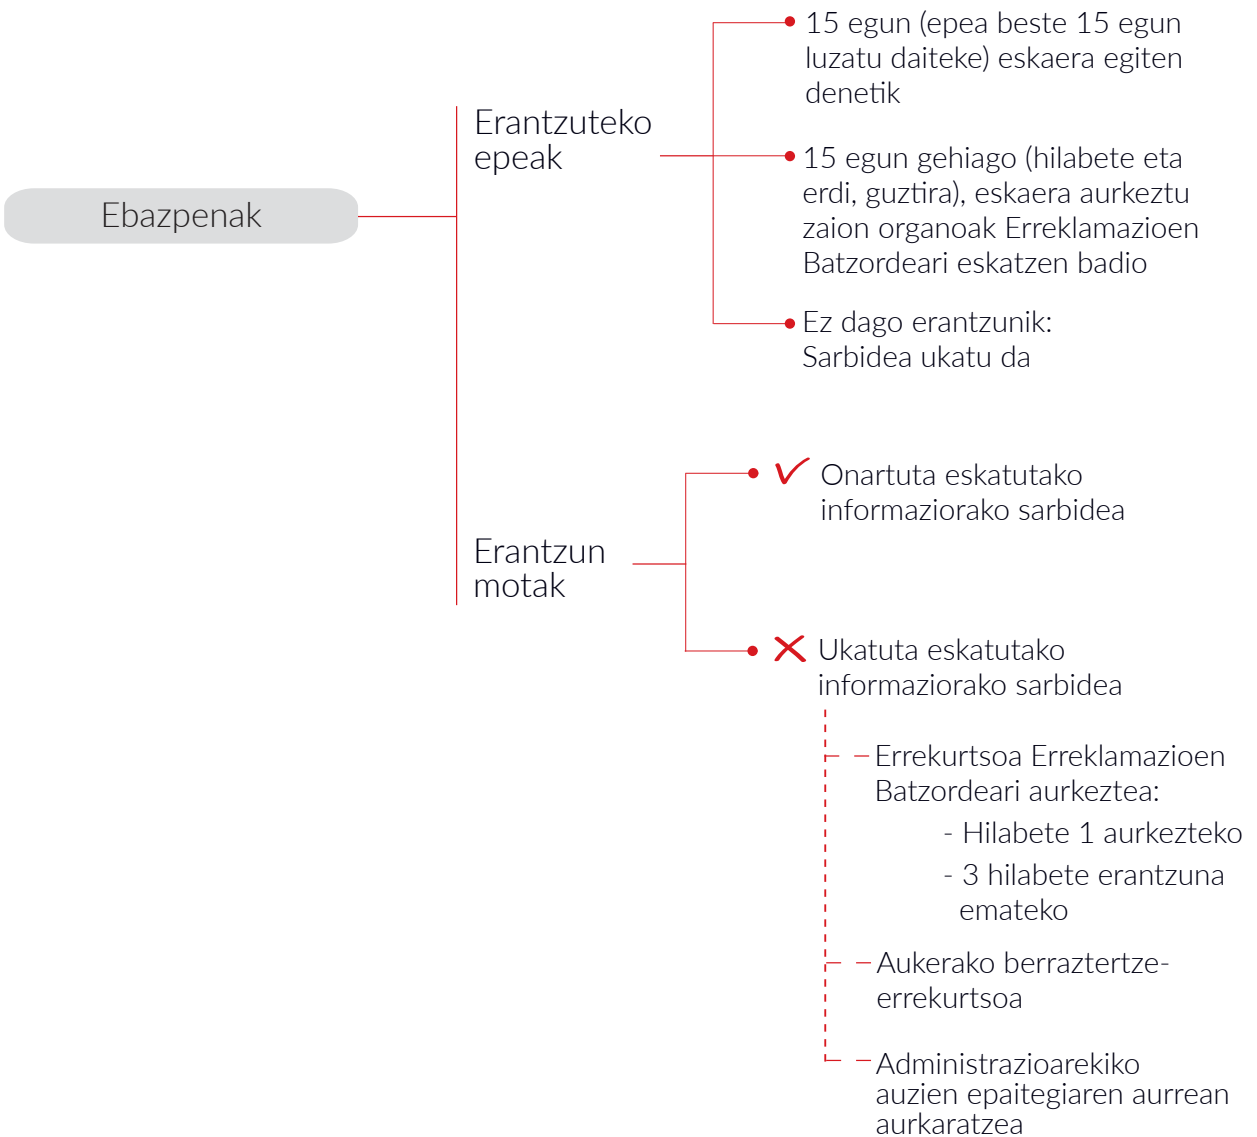 Ebazpenak
Erantzuteko
epeak
15 egun (epea beste 15 egun
luzatu daiteke) eskaera egiten
denetik
15 egun gehiago (hilabete eta
erdi, guztira), eskaera aurkeztu
zaion organoak Erreklamazioen
Batzordeari eskatzen badio
Ez dago erantzunik:
Sarbidea ukatu da
Erantzun
motak
Onartuta eskatutako
informaziorako sarbidea
Ukatuta eskatutako
informaziorako sarbidea
Errekurtsoa Erreklamazioen
Batzordeari aurkeztea:
- Hilabete 1 aurkezteko
- 3 hilabete erantzuna
emateko
Aukerako berraztertze-
errekurtsoa
Administrazioarekiko
auzien epaitegiaren aurrean
aurkaratzea